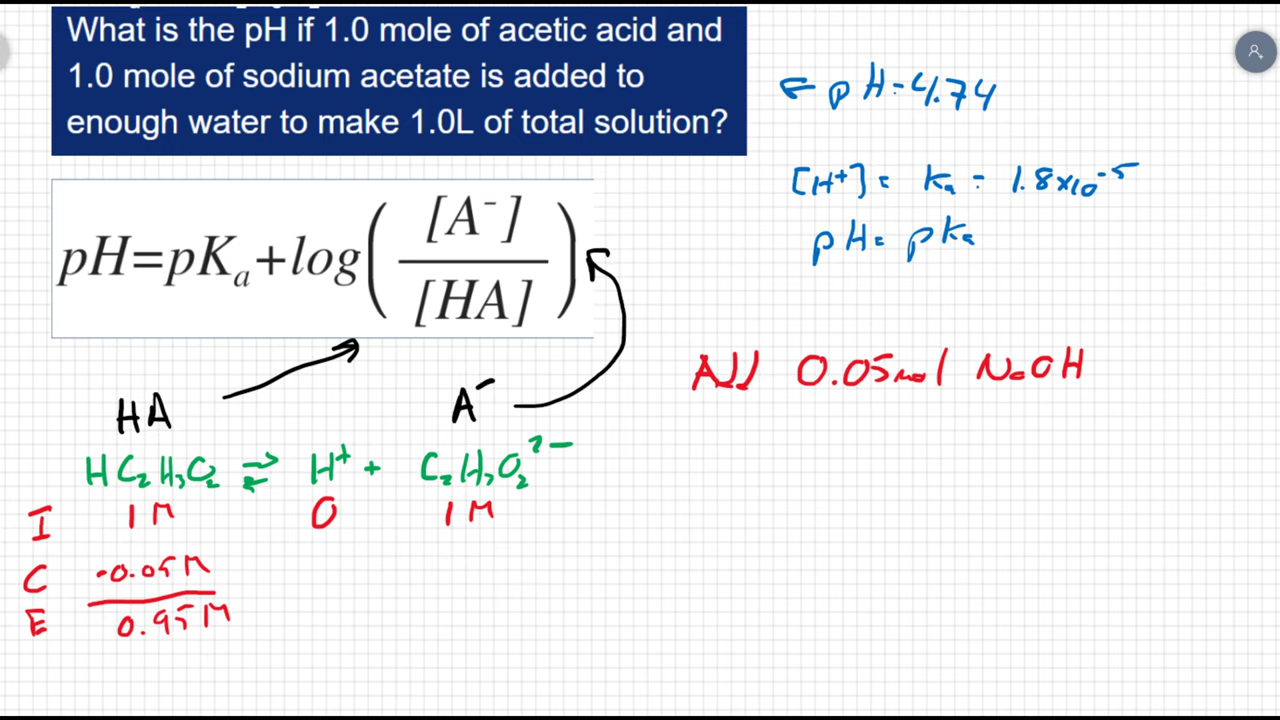 What is the pH if 1.0 mole of acetic acid and
1.0 mole of sodium acetate is added to
enough water to make 1.0L of total solution?
← pH=4.74
[H⁺] = Ka = 1.8x10⁻⁵
pH= pKa
pH=pKₐ+log([A⁻]/[HA])
Add 0.05mol NaOH
HA A⁻
HC₂H₃O₂ ⇌ H⁺ + C₂H₃O₂²⁻
I 1M 0 1M
C -0.05M
E 0.95M